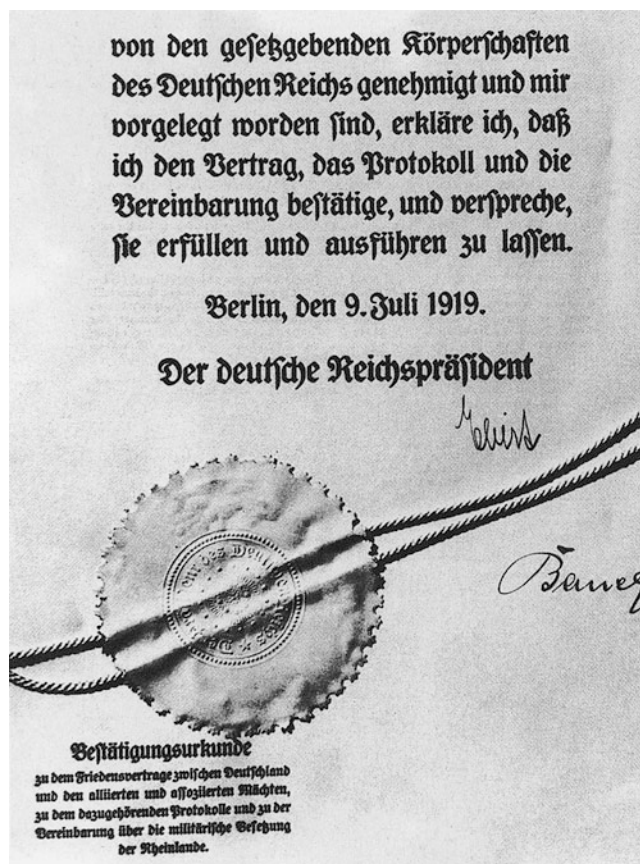 von den gesetzgebenden Körperschaften
des Deutschen Reichs genehmigt und mir
vorgelegt worden sind, erkläre ich, daß
ich den Vertrag, das Protokoll und die
Vereinbarung bestätige, und verspreche,
sie erfüllen und ausführen zu lassen.
Berlin, den 9. Juli 1919.
Der deutsche Reichspräsident
Ebert
Bestätigungsurkunde
zu dem Friedensvertrage zwischen Deutschland
und den alliierten und assoziierten Mächten,
zu dem dazugehörenden Protokolle und zu der
Vereinbarung über die militärische Besetzung
der Rheinlande.